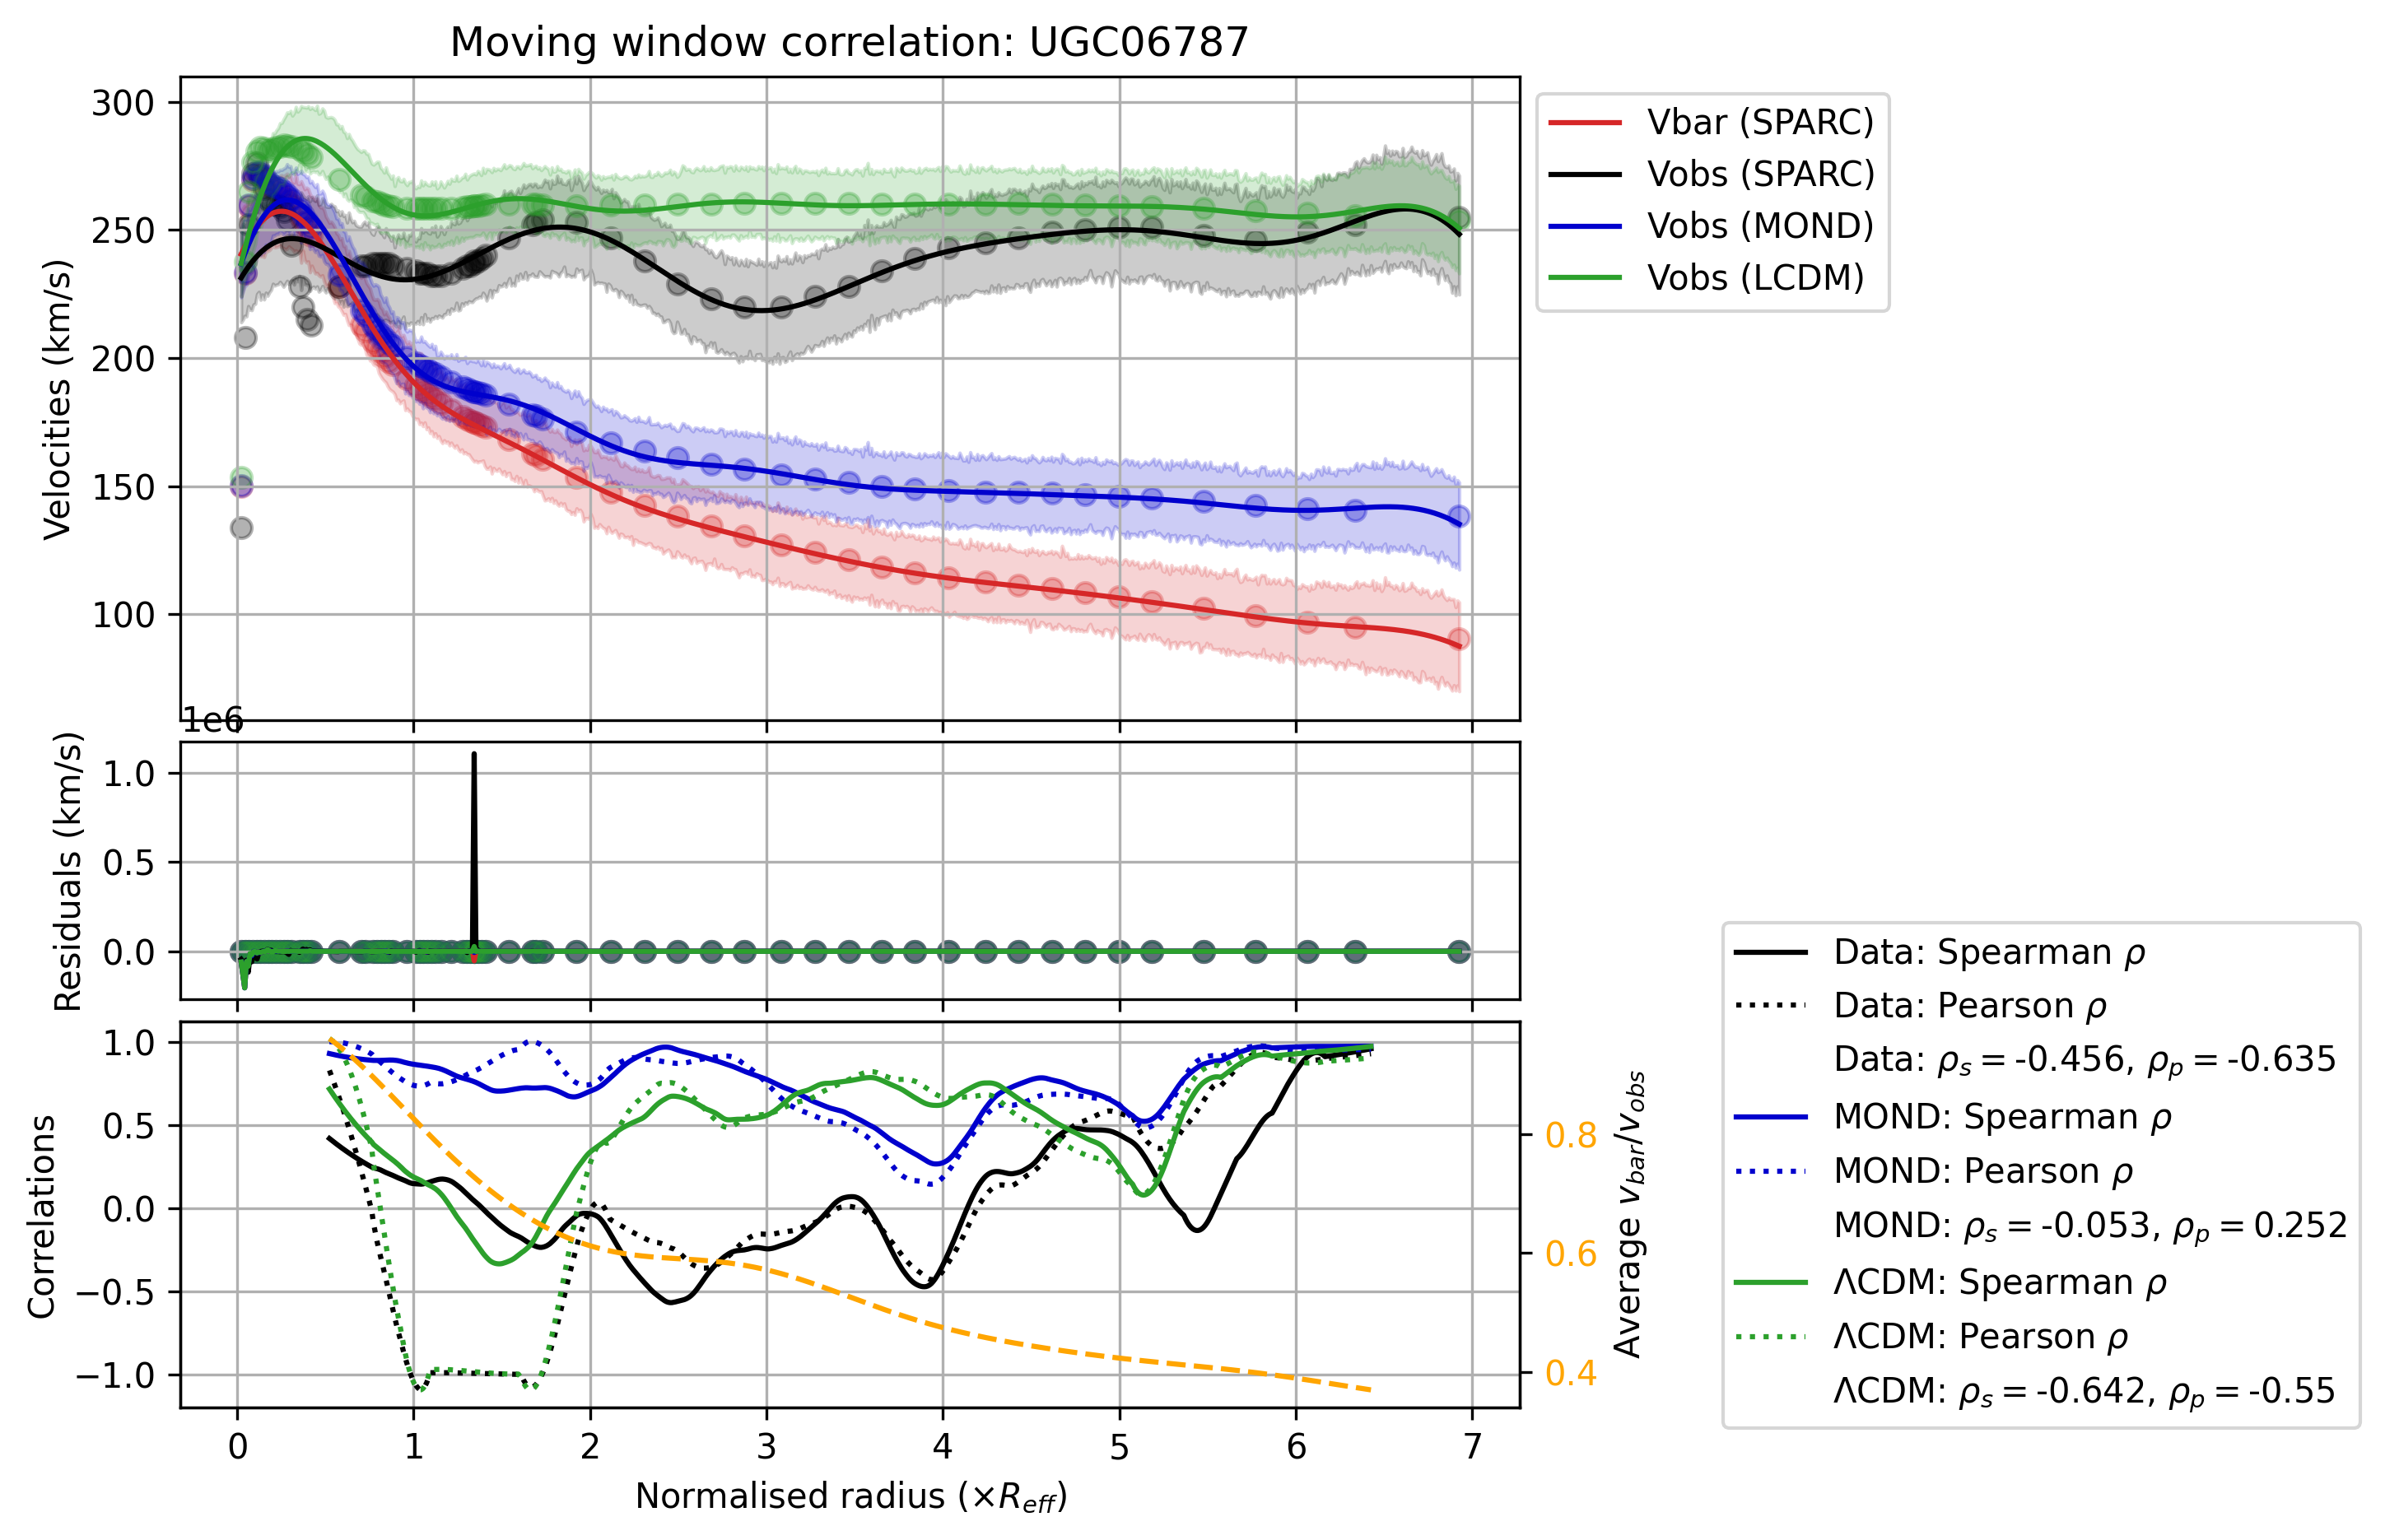 Moving window correlation: UGC06787
300
250
200
150
100
Velocities (km/s)
Vbar (SPARC)
Vobs (SPARC)
Vobs (MOND)
Vobs (LCDM)
1e6
1.0
0.5
0.0
Residuals (km/s)
1.0
0.5
0.0
−0.5
−1.0
Correlations
0.8
0.6
0.4
Average v_bar/v_obs
Data: Spearman ρ
Data: Pearson ρ
Data: ρ_s = -0.456, ρ_p = -0.635
MOND: Spearman ρ
MOND: Pearson ρ
MOND: ρ_s = -0.053, ρ_p = 0.252
ΛCDM: Spearman ρ
ΛCDM: Pearson ρ
ΛCDM: ρ_s = -0.642, ρ_p = -0.55
0 1 2 3 4 5 6 7
Normalised radius (×R_eff)